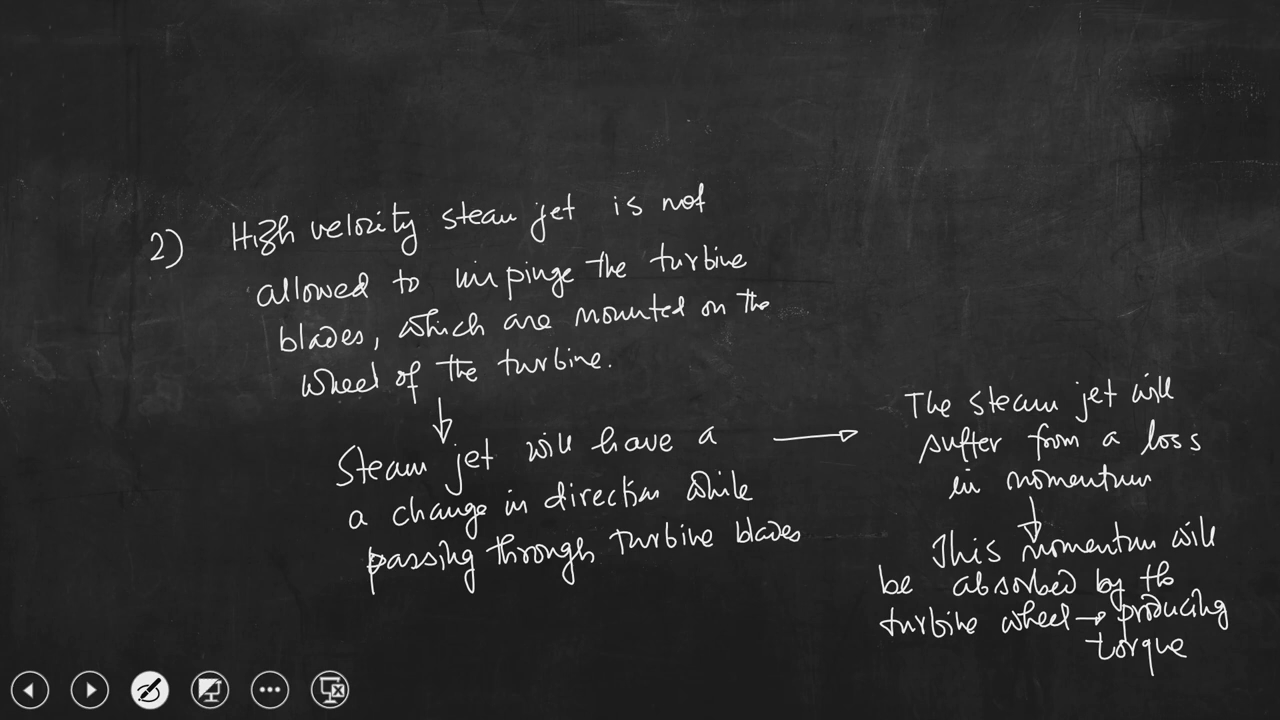 2) High velocity steam jet is not
allowed to impinge the turbine
blades, which are mounted on the
wheel of the turbine.
Steam jet will have a
a change in direction while
passing through turbine blades
The steam jet will
suffer from a loss
in momentum
This momentum will
be absorbed by the
turbine wheel → producing
torque